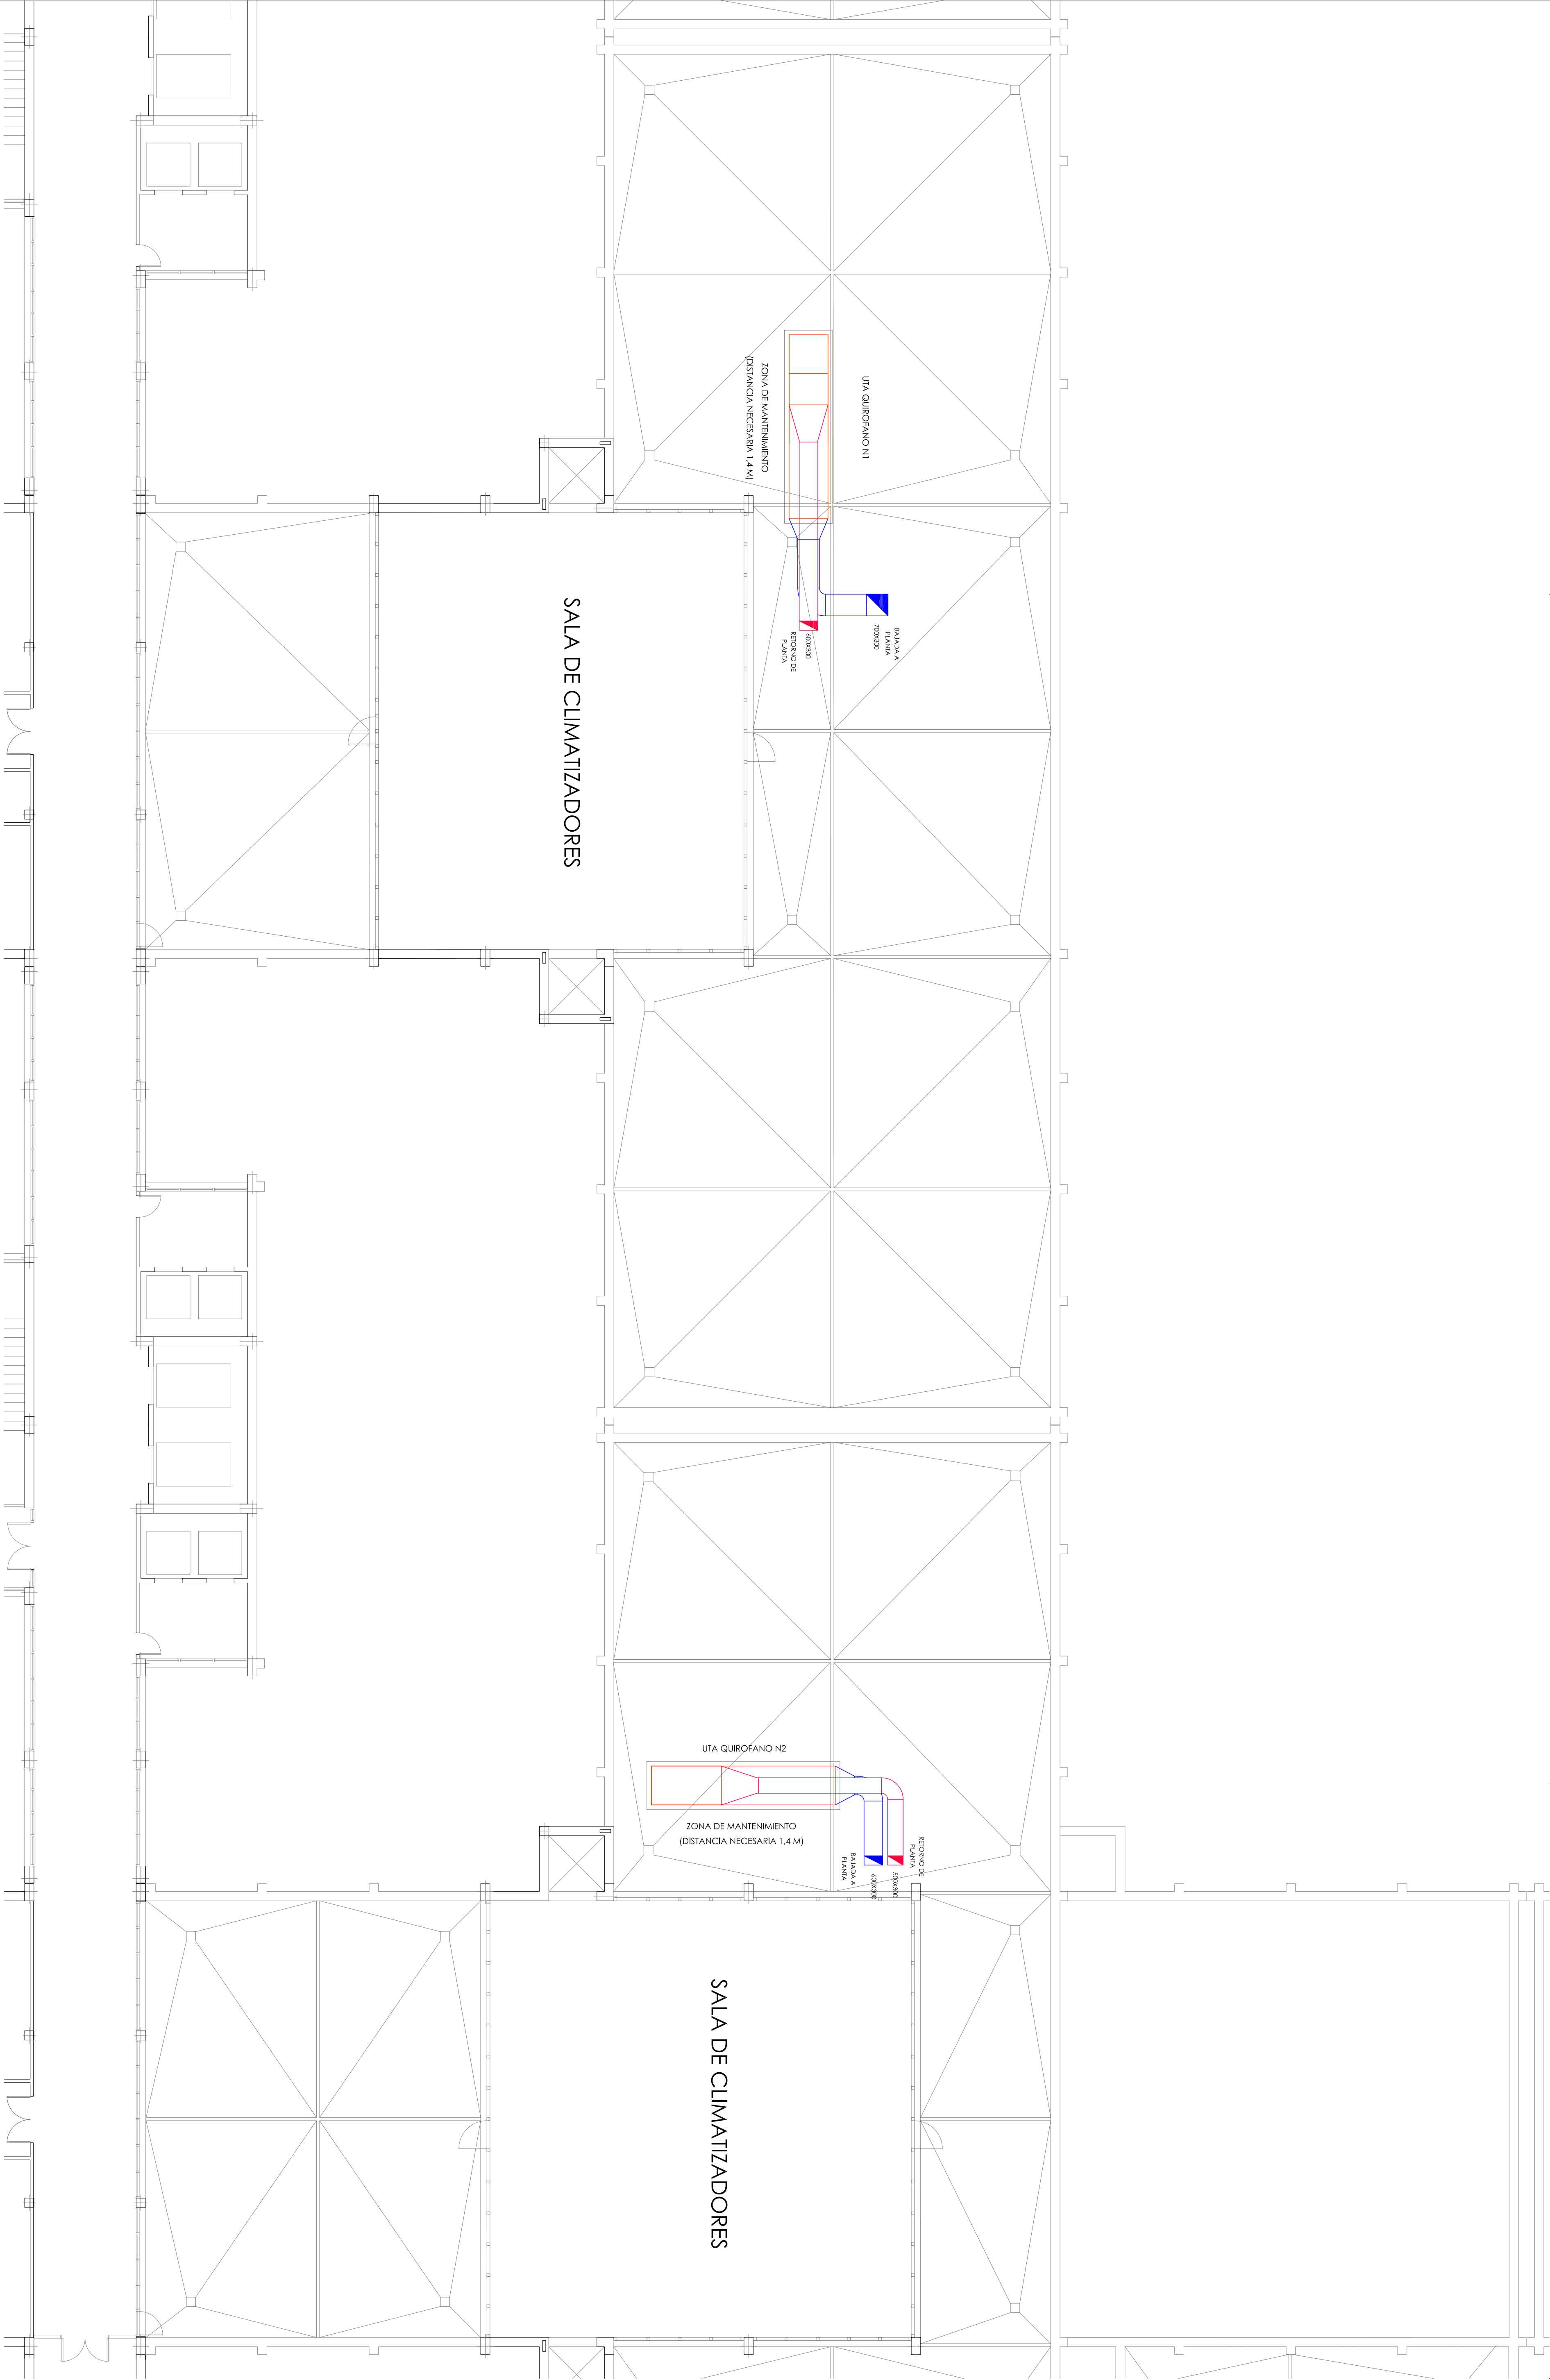 UTA QUIROFANO N1
ZONA DE MANTENIMIENTO
(DISTANCIA NECESARIA 1,4 M)
BAJADA A
PLANTA
700X300
600X300
RETORNO DE
PLANTA
SALA DE CLIMATIZADORES
UTA QUIROFANO N2
ZONA DE MANTENIMIENTO
(DISTANCIA NECESARIA 1,4 M)
RETORNO DE
PLANTA
500X300
600X300
BAJADA A
PLANTA
SALA DE CLIMATIZADORES